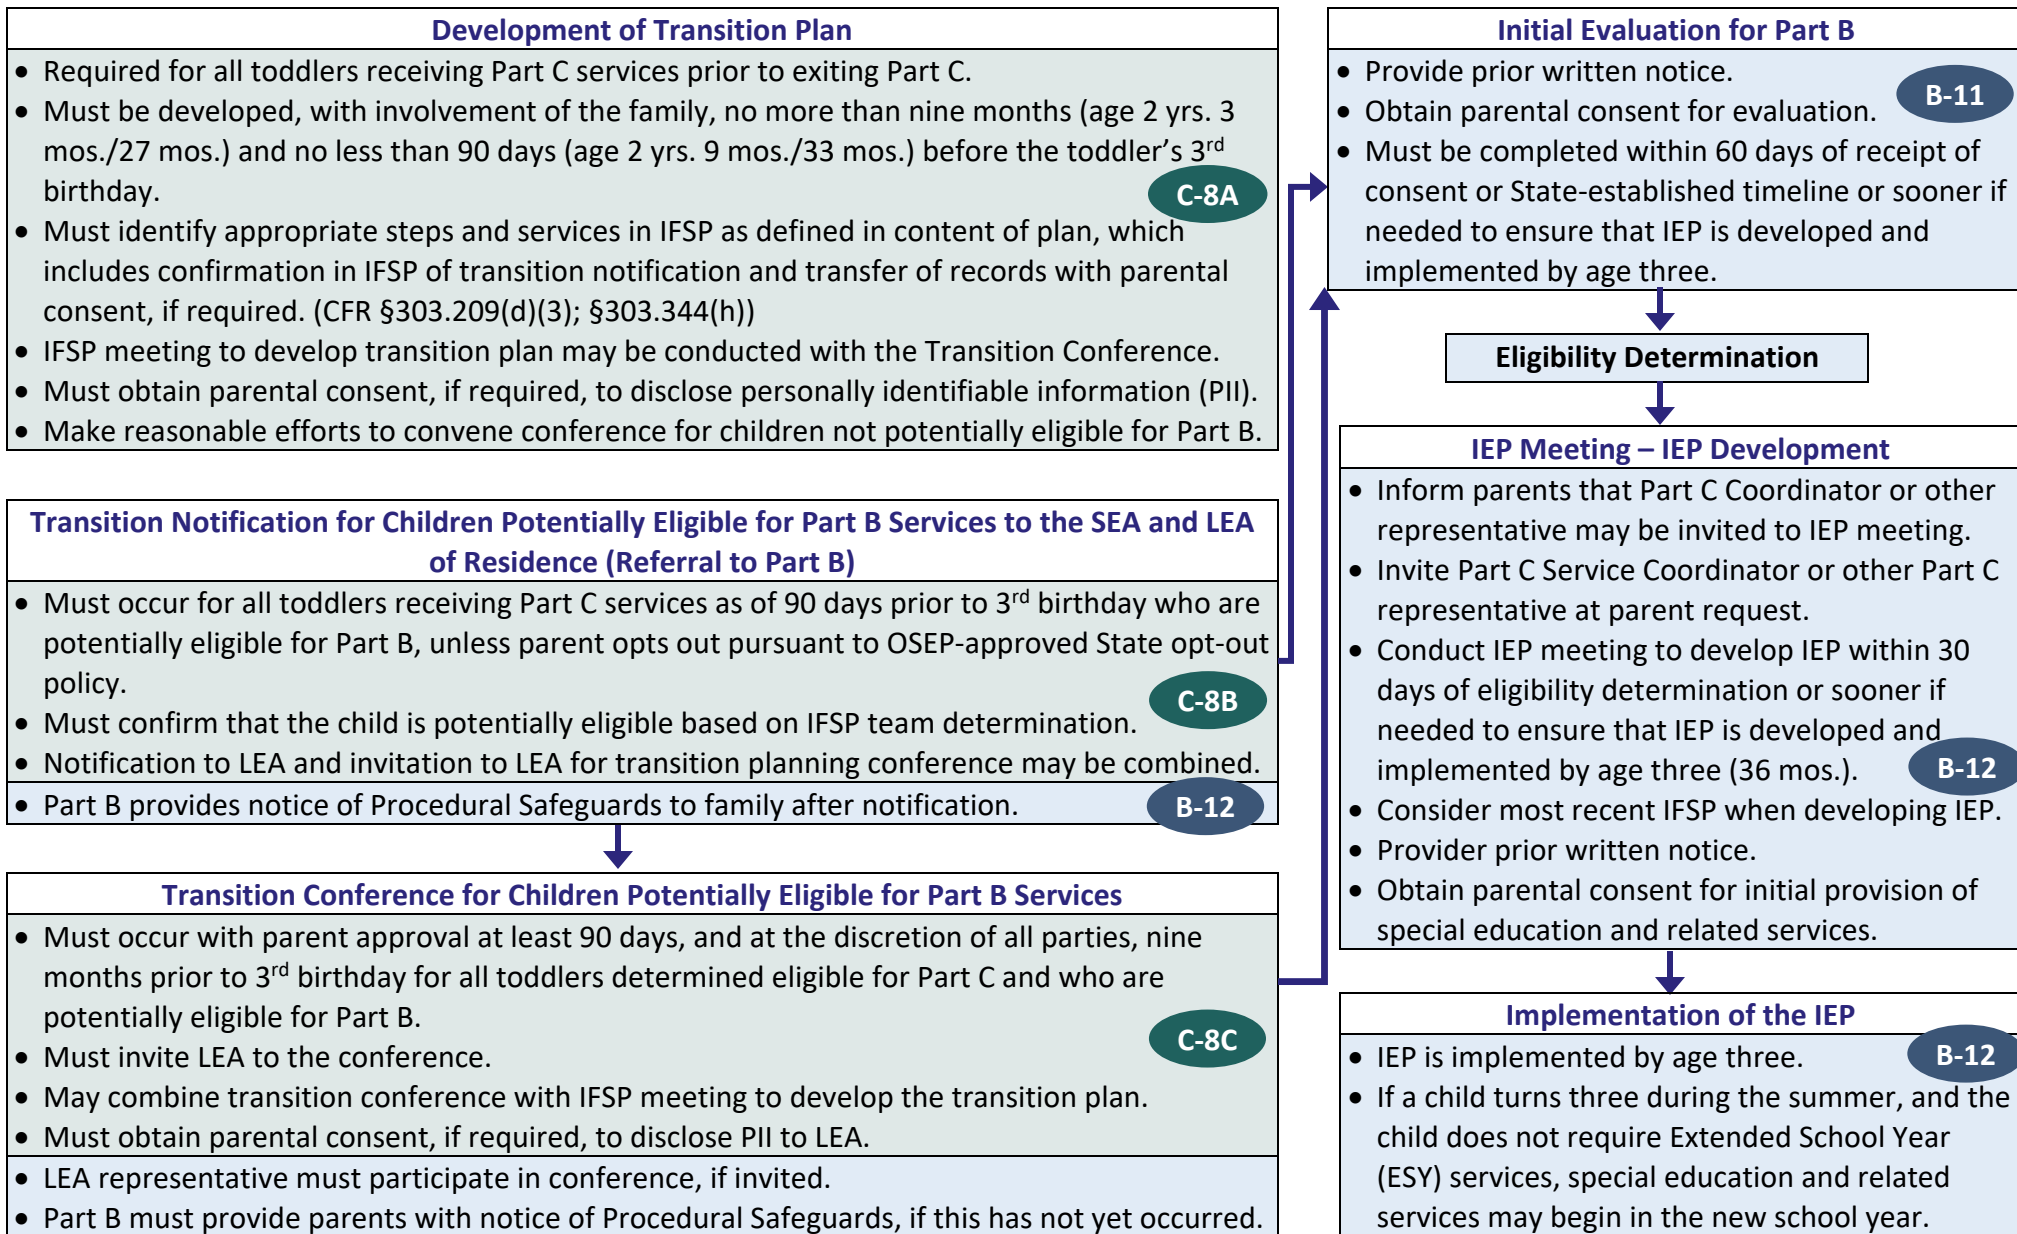 Development of Transition Plan
• Required for all toddlers receiving Part C services prior to exiting Part C.
• Must be developed, with involvement of the family, no more than nine months (age 2 yrs. 3
mos./27 mos.) and no less than 90 days (age 2 yrs. 9 mos./33 mos.) before the toddler’s 3rd
birthday.
C-8A
• Must identify appropriate steps and services in IFSP as defined in content of plan, which
includes confirmation in IFSP of transition notification and transfer of records with parental
consent, if required. (CFR §303.209(d)(3); §303.344(h))
• IFSP meeting to develop transition plan may be conducted with the Transition Conference.
• Must obtain parental consent, if required, to disclose personally identifiable information (PII).
• Make reasonable efforts to convene conference for children not potentially eligible for Part B.
Transition Notification for Children Potentially Eligible for Part B Services to the SEA and LEA
of Residence (Referral to Part B)
• Must occur for all toddlers receiving Part C services as of 90 days prior to 3rd birthday who are
potentially eligible for Part B, unless parent opts out pursuant to OSEP-approved State opt-out
policy.
C-8B
• Must confirm that the child is potentially eligible based on IFSP team determination.
• Notification to LEA and invitation to LEA for transition planning conference may be combined.
• Part B provides notice of Procedural Safeguards to family after notification.
B-12
Transition Conference for Children Potentially Eligible for Part B Services
• Must occur with parent approval at least 90 days, and at the discretion of all parties, nine
months prior to 3rd birthday for all toddlers determined eligible for Part C and who are
potentially eligible for Part B.
C-8C
• Must invite LEA to the conference.
• May combine transition conference with IFSP meeting to develop the transition plan.
• Must obtain parental consent, if required, to disclose PII to LEA.
• LEA representative must participate in conference, if invited.
• Part B must provide parents with notice of Procedural Safeguards, if this has not yet occurred.
Initial Evaluation for Part B
• Provide prior written notice.
B-11
• Obtain parental consent for evaluation.
• Must be completed within 60 days of receipt of
consent or State-established timeline or sooner if
needed to ensure that IEP is developed and
implemented by age three.
Eligibility Determination
IEP Meeting – IEP Development
• Inform parents that Part C Coordinator or other
representative may be invited to IEP meeting.
• Invite Part C Service Coordinator or other Part C
representative at parent request.
• Conduct IEP meeting to develop IEP within 30
days of eligibility determination or sooner if
needed to ensure that IEP is developed and
implemented by age three (36 mos.).
B-12
• Consider most recent IFSP when developing IEP.
• Provider prior written notice.
• Obtain parental consent for initial provision of
special education and related services.
Implementation of the IEP
• IEP is implemented by age three.
B-12
• If a child turns three during the summer, and the
child does not require Extended School Year
(ESY) services, special education and related
services may begin in the new school year.